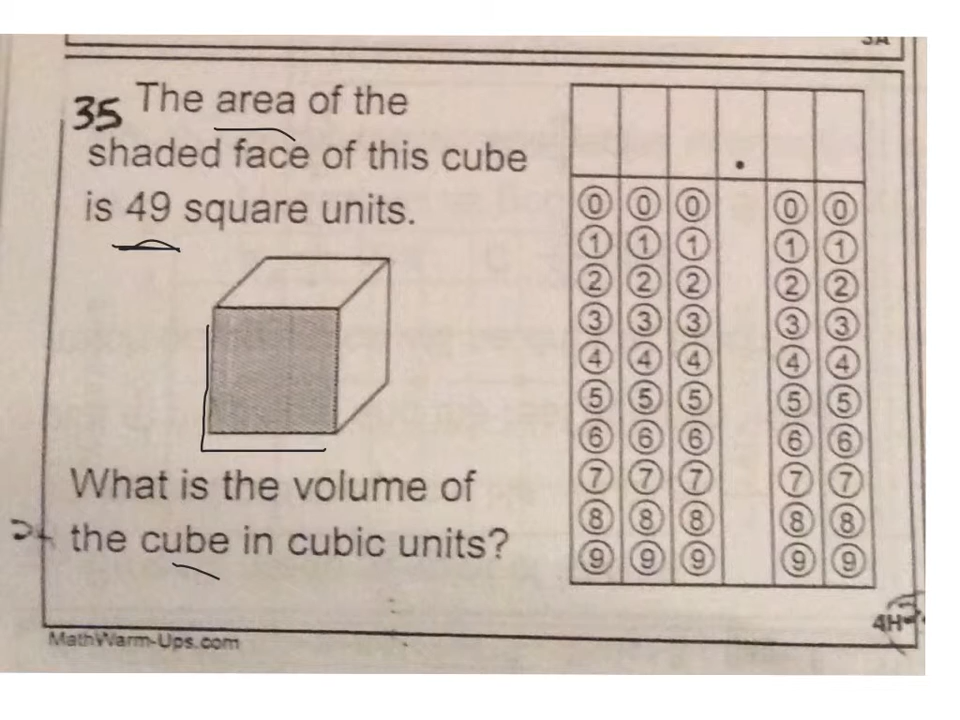 3A
35 The area of the
shaded face of this cube
is 49 square units.
What is the volume of
the cube in cubic units?
.
0 0 0 0 0
1 1 1 1 1
2 2 2 2 2
3 3 3 3 3
4 4 4 4 4
5 5 5 5 5
6 6 6 6 6
7 7 7 7 7
8 8 8 8 8
9 9 9 9 9
4H
MathWarm-Ups.com